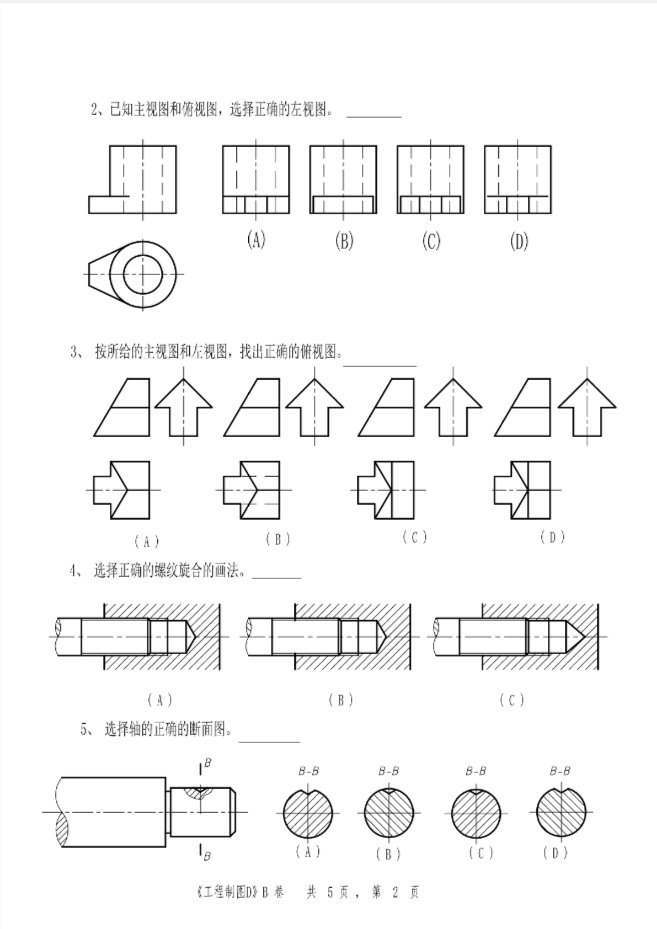 2、已知主视图和俯视图，选择正确的左视图。
(A) (B) (C) (D)
3、 按所给的主视图和左视图，找出正确的俯视图。
(A) (B) (C) (D)
4、 选择正确的螺纹旋合的画法。
(A) (B) (C)
5、 选择轴的正确的断面图。
B B-B B-B B-B B-B
B (A) (B) (C) (D)
《工程制图D》B 卷 共 5 页 ， 第 2 页